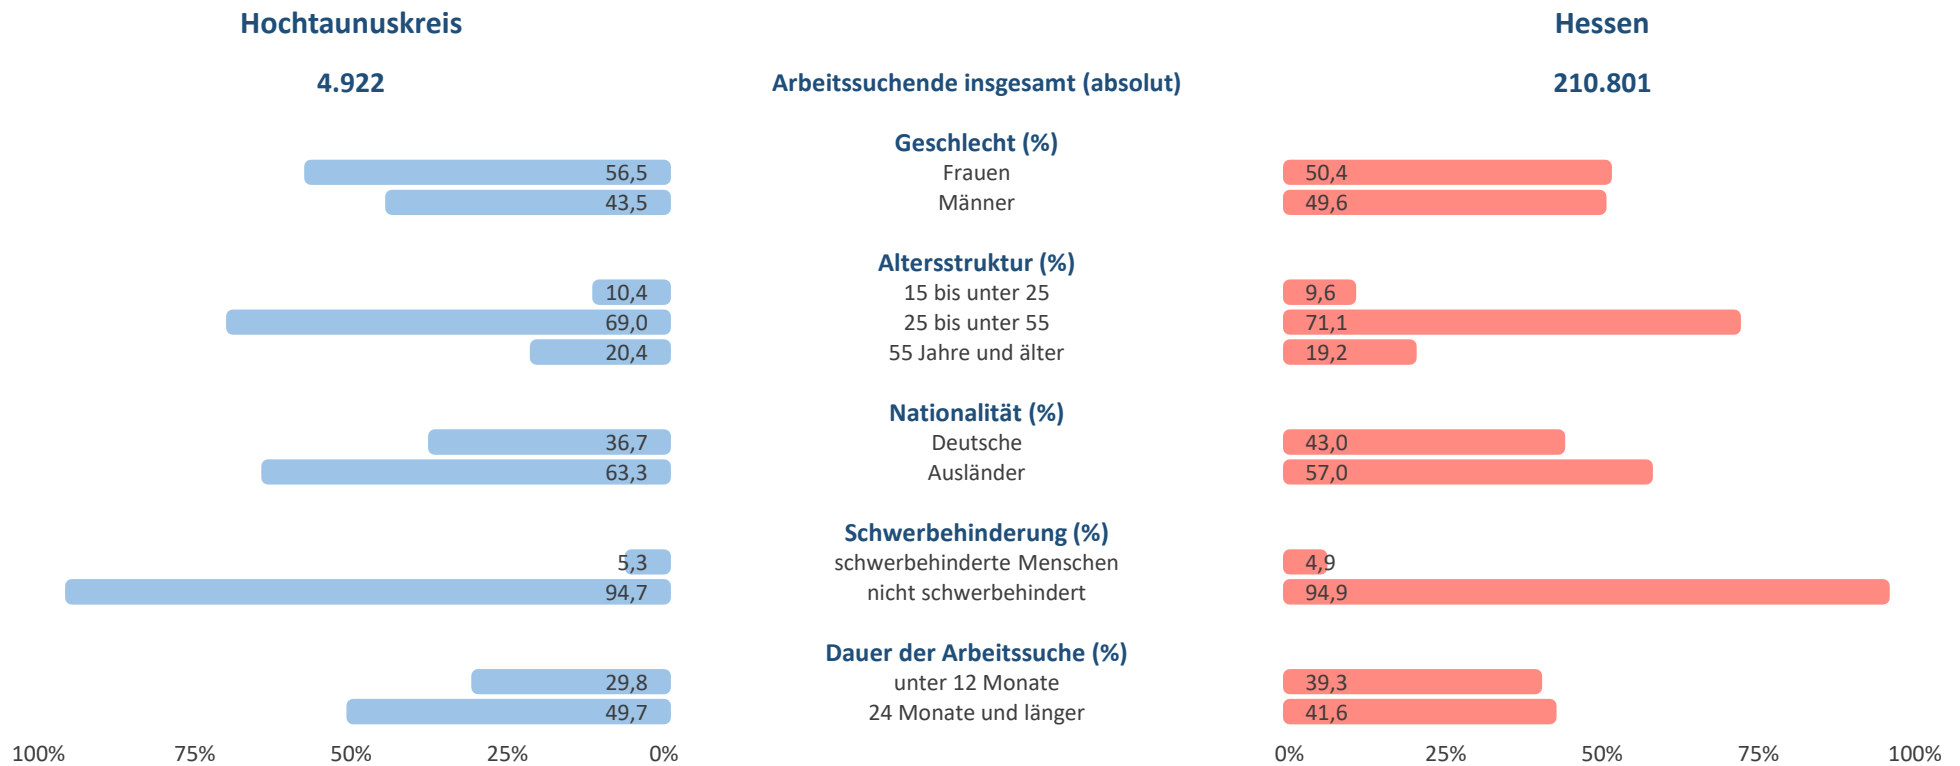 Hochtaunuskreis Hessen
4.922 Arbeitssuchende insgesamt (absolut) 210.801
Geschlecht (%)
56,5 Frauen 50,4
43,5 Männer 49,6
Altersstruktur (%)
10,4 15 bis unter 25 9,6
69,0 25 bis unter 55 71,1
20,4 55 Jahre und älter 19,2
Nationalität (%)
36,7 Deutsche 43,0
63,3 Ausländer 57,0
Schwerbehinderung (%)
5,3 schwerbehinderte Menschen 4,9
94,7 nicht schwerbehindert 94,9
Dauer der Arbeitssuche (%)
29,8 unter 12 Monate 39,3
49,7 24 Monate und länger 41,6
100% 75% 50% 25% 0% 0% 25% 50% 75% 100%